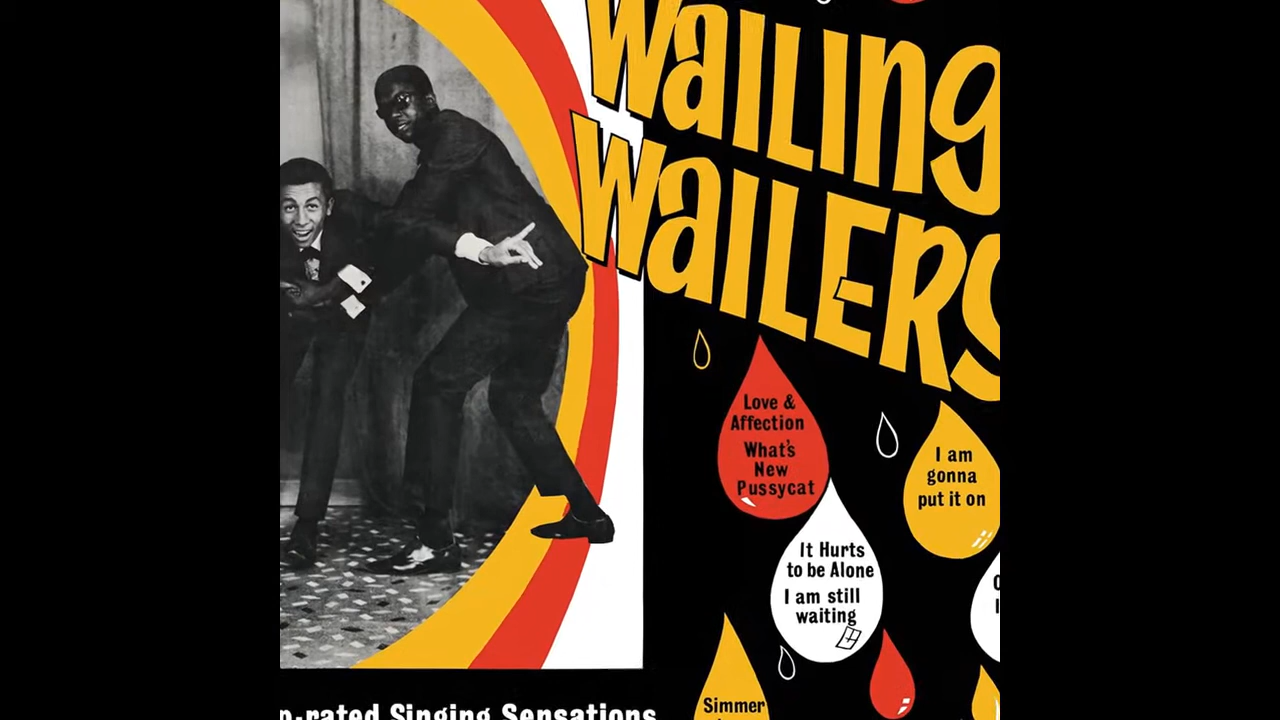 Wailing
Wailers
Love &
Affection
What's
New
Pussycat
I am
gonna
put it on
It Hurts
to be Alone
I am still
waiting
Simmer
p-rated Singing Sensations